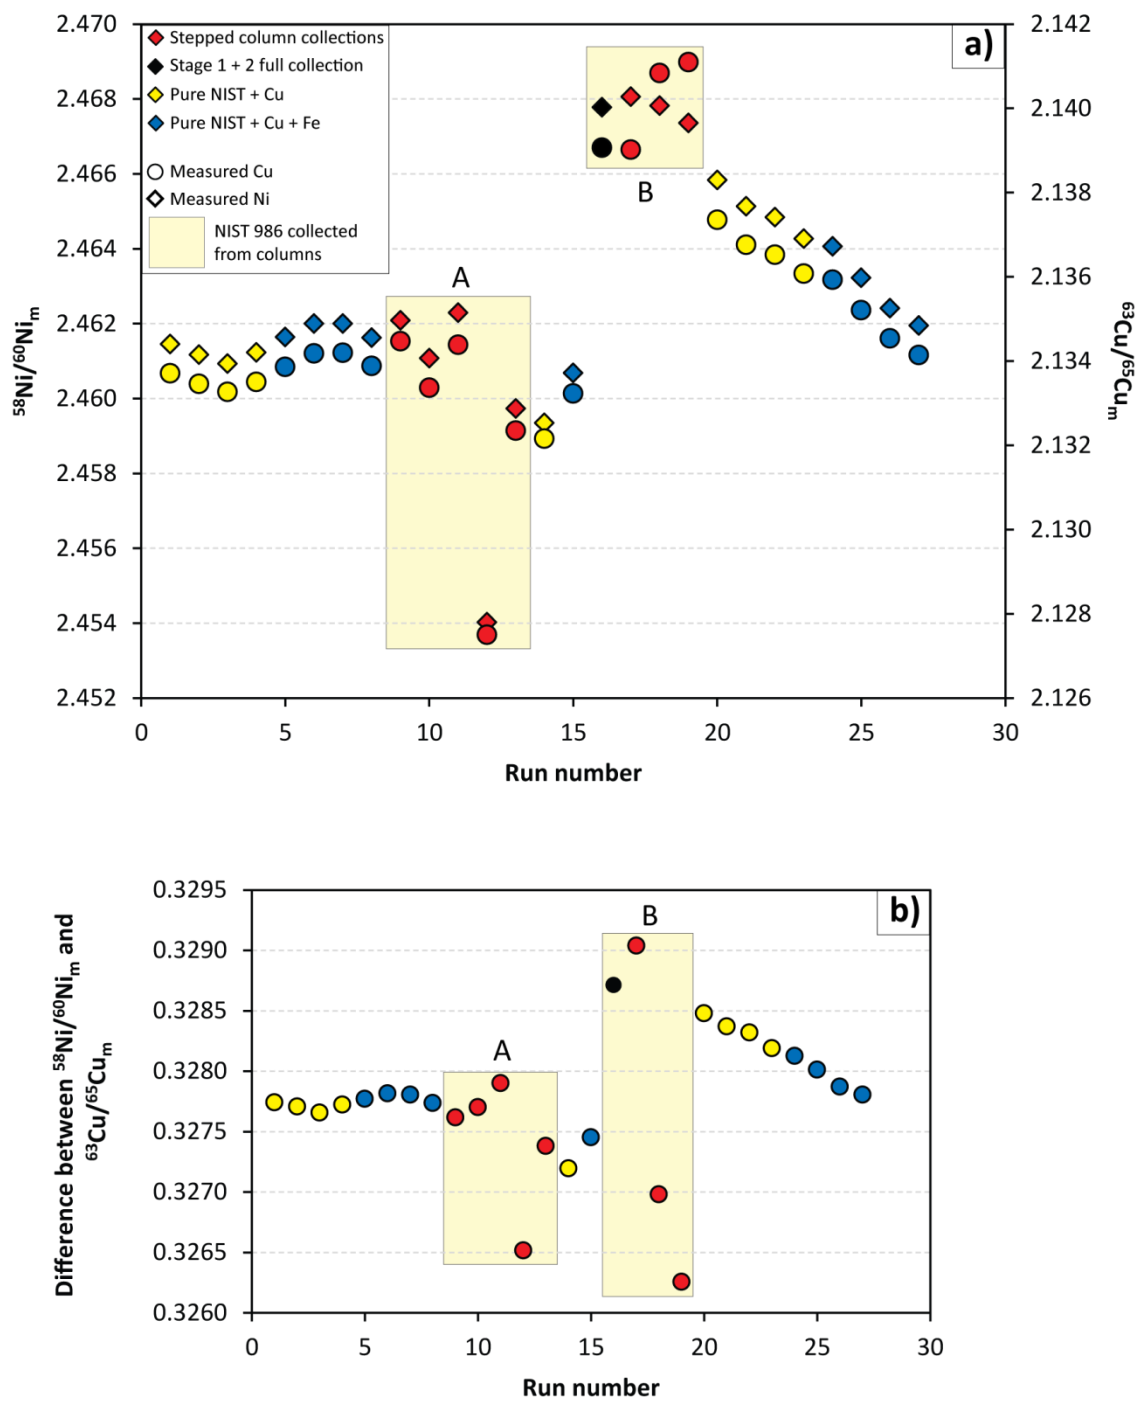 2.470
2.468
2.466
2.464
2.462
2.460
2.458
2.456
2.454
2.452
⁵⁸Ni/⁶⁰Niₘ
Stepped column collections
Stage 1 + 2 full collection
Pure NIST + Cu
Pure NIST + Cu + Fe
Measured Cu
Measured Ni
NIST 986 collected
from columns
a)
A
B
2.142
2.140
2.138
2.136
2.134
2.132
2.130
2.128
2.126
⁶³Cu/⁶⁵Cuₘ
0 5 10 15 20 25 30
Run number
0.3295
0.3290
0.3285
0.3280
0.3275
0.3270
0.3265
0.3260
Difference between ⁵⁸Ni/⁶⁰Niₘ and
⁶³Cu/⁶⁵Cuₘ
b)
A
B
0 5 10 15 20 25 30
Run number